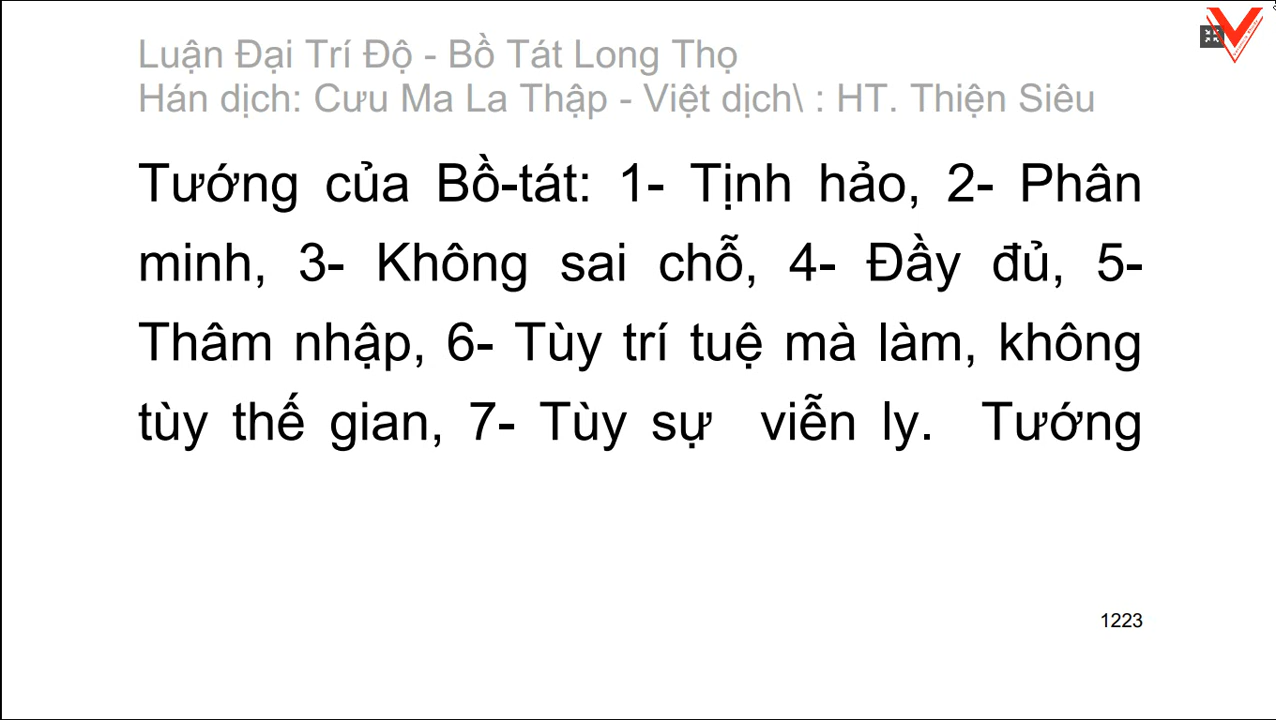 Luận Đại Trí Độ - Bồ Tát Long Thọ
Hán dịch: Cưu Ma La Thập - Việt dịch\ : HT. Thiện Siêu
Tướng của Bồ-tát: 1- Tịnh hảo, 2- Phân
minh, 3- Không sai chỗ, 4- Đầy đủ, 5-
Thâm nhập, 6- Tùy trí tuệ mà làm, không
tùy thế gian, 7- Tùy sự viễn ly. Tướng
1223